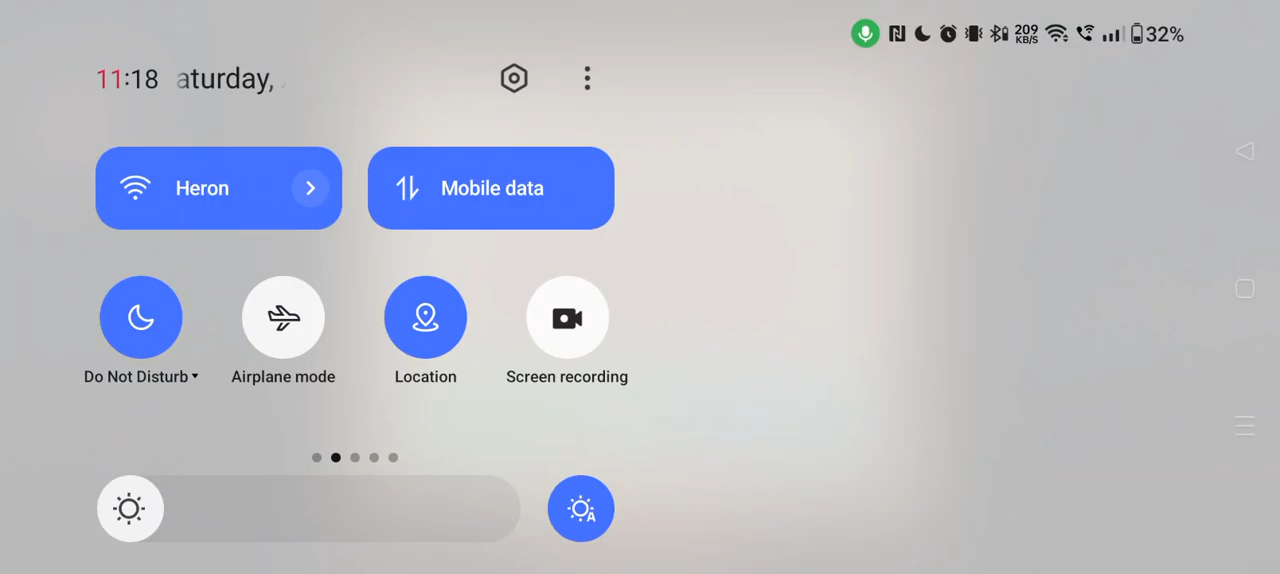 209
KB/S
32%
11:18 aturday,
Heron
Mobile data
Do Not Disturb
Airplane mode
Location
Screen recording
A